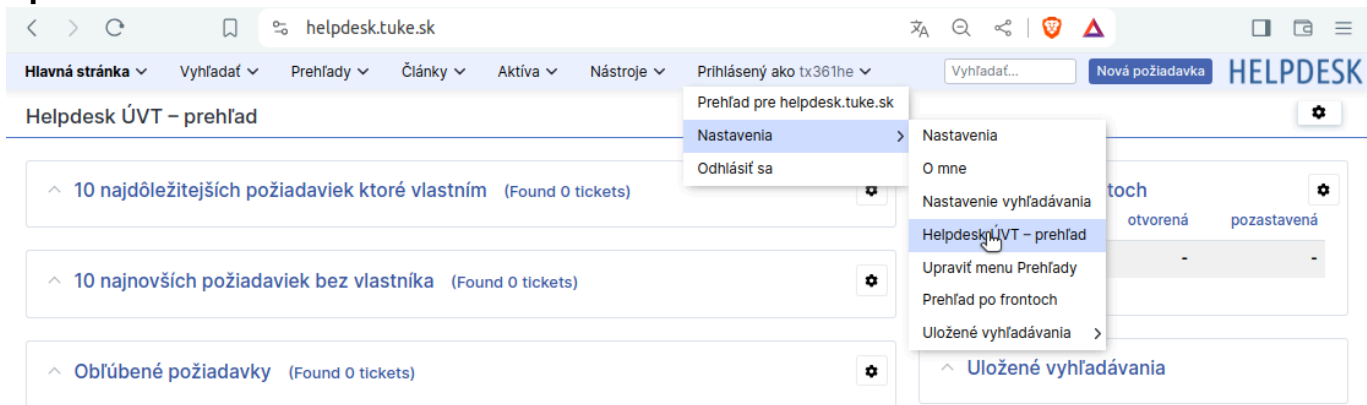 helpdesk.tuke.sk
Hlavná stránka Vyhľadať Prehľady Články Aktíva Nástroje Prihlásený ako tx361he Vyhľadať... Nová požiadavka HELPDESK
Prehľad pre helpdesk.tuke.sk
Helpdesk ÚVT – prehľad
Nastavenia
Odhlásiť sa
Nastavenia
O mne
Nastavenie vyhľadávania
Helpdesk ÚVT – prehľad
Upraviť menu Prehľady
Prehľad po frontoch
Uložené vyhľadávania
10 najdôležitejších požiadaviek ktoré vlastním (Found 0 tickets)
toch
otvorená pozastavená
- -
10 najnovších požiadaviek bez vlastníka (Found 0 tickets)
Obľúbené požiadavky (Found 0 tickets)
Uložené vyhľadávania